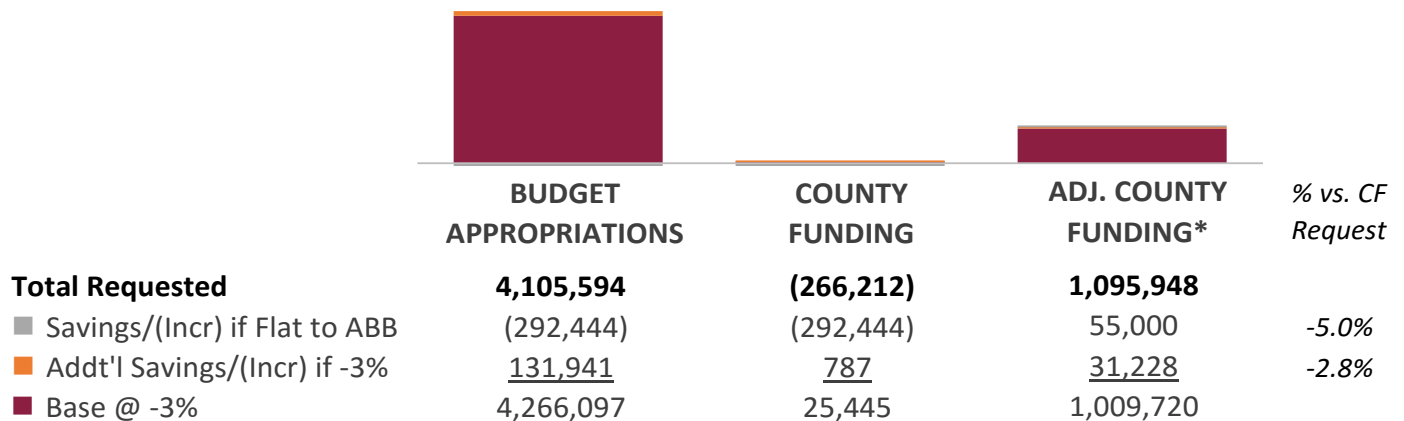 BUDGET APPROPRIATIONS COUNTY FUNDING ADJ. COUNTY FUNDING* % vs. CF Request
Total Requested 4,105,594 (266,212) 1,095,948
Savings/(Incr) if Flat to ABB (292,444) (292,444) 55,000 -5.0%
Addt'l Savings/(Incr) if -3% 131,941 787 31,228 -2.8%
Base @ -3% 4,266,097 25,445 1,009,720